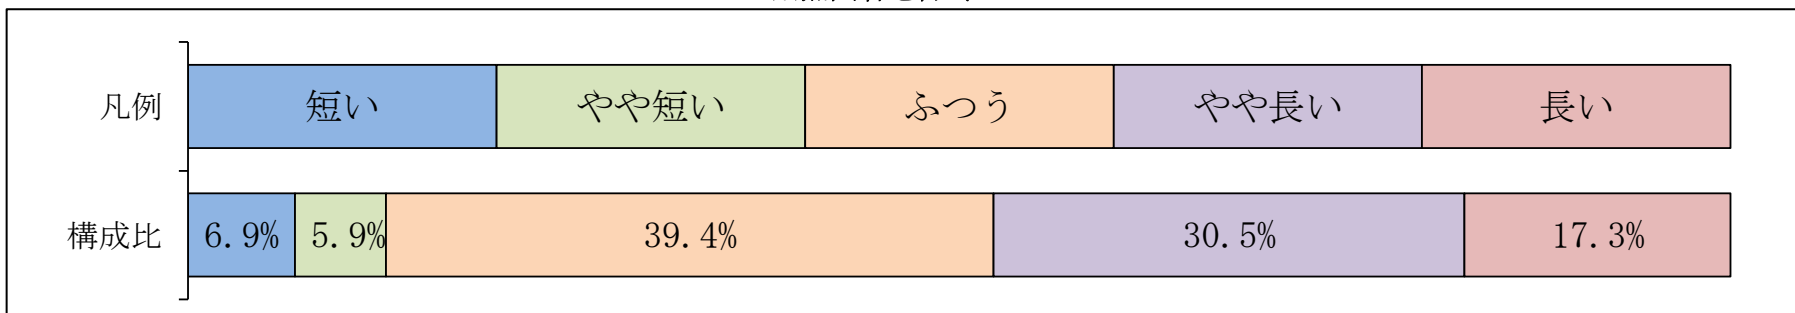 凡例 短い やや短い ふつう やや長い 長い
構成比 6.9% 5.9% 39.4% 30.5% 17.3%